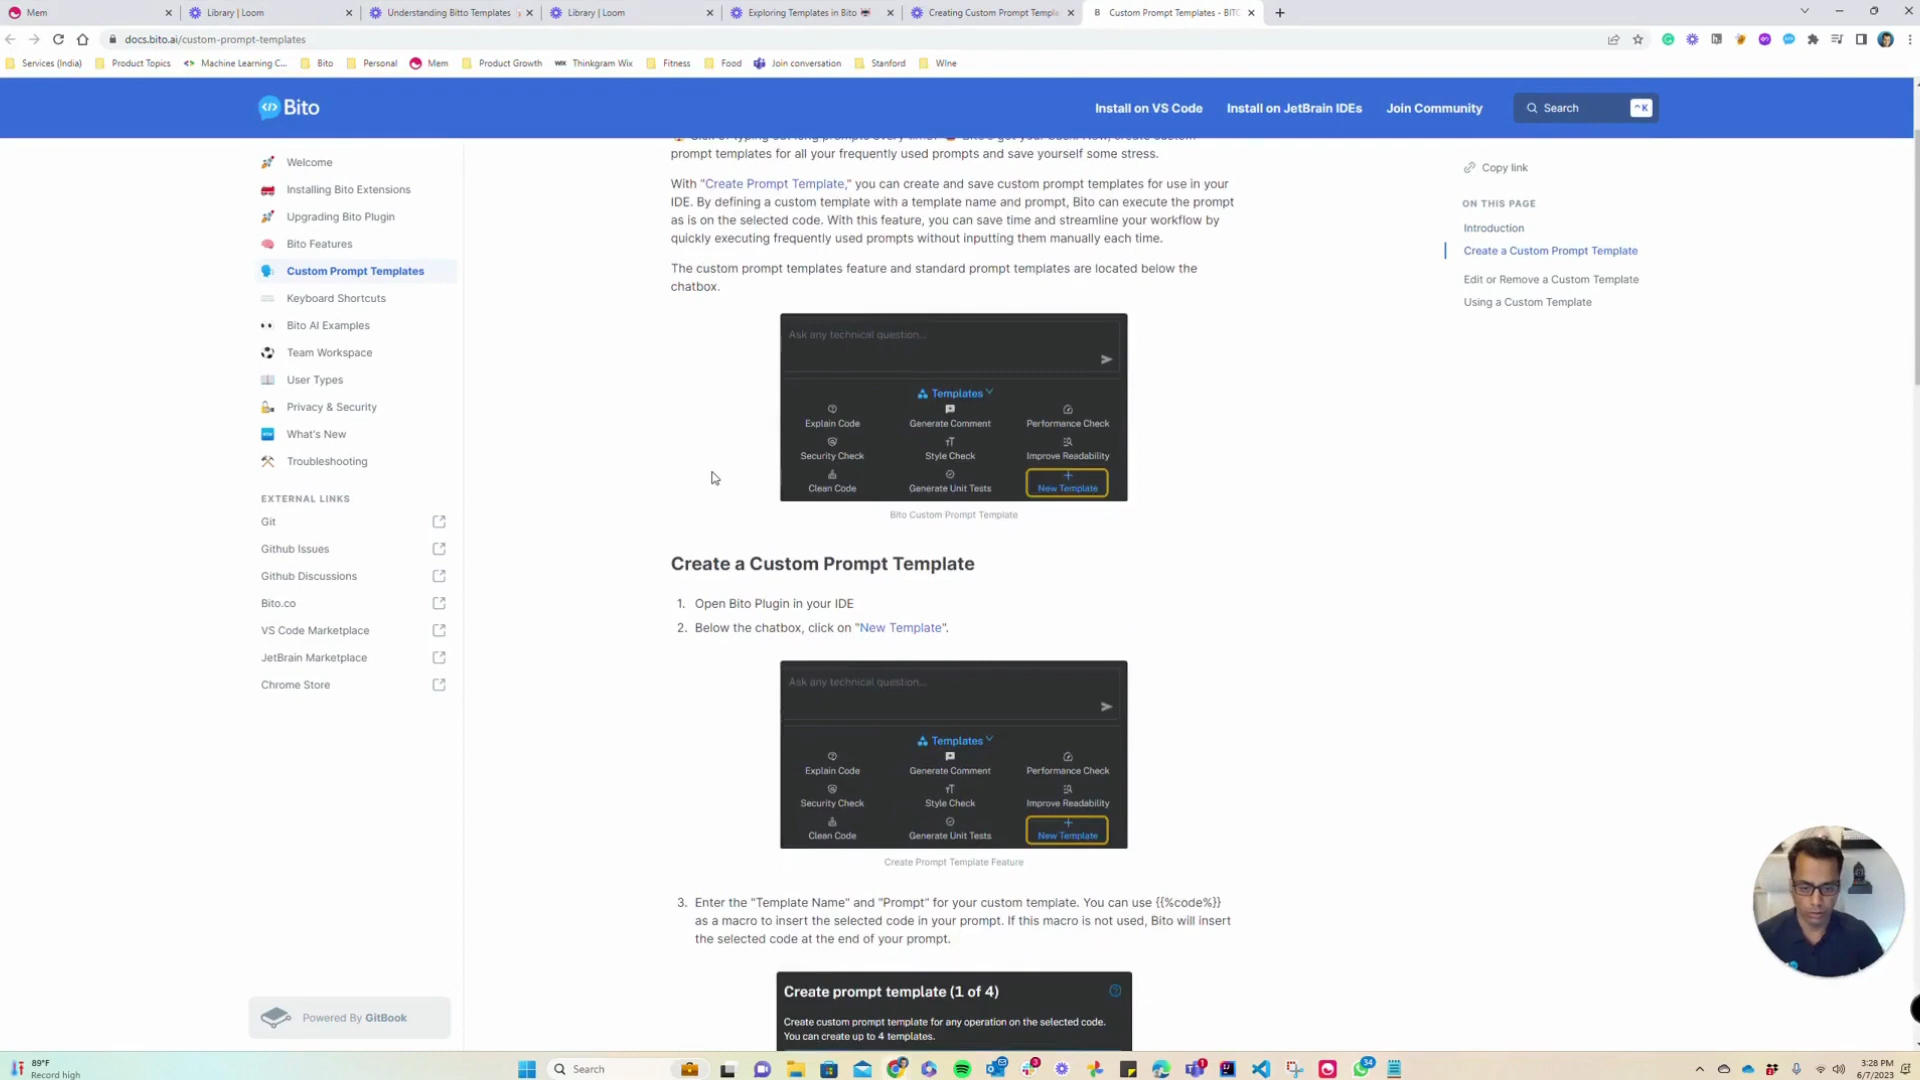 Mem
Library | Loom
Understanding Bitto Templates
Library | Loom
Exploring Templates in Bito
Creating Custom Prompt Templ
Custom Prompt Templates - BITO
docs.bito.ai/custom-prompt-templates
Services (India)
Product Topics
Machine Learning C...
Bito
Personal
Mem
Product Growth
WIX
Thinkgram Wix
Fitness
Food
Join conversation
Stanford
WIne
Bito
Install on VS Code
Install on JetBrain IDEs
Join Community
Search
^K
Welcome
Installing Bito Extensions
Upgrading Bito Plugin
Bito Features
Custom Prompt Templates
Keyboard Shortcuts
Bito AI Examples
Team Workspace
User Types
Privacy & Security
What's New
Troubleshooting
EXTERNAL LINKS
Git
Github Issues
Github Discussions
Bito.co
VS Code Marketplace
JetBrain Marketplace
Chrome Store
Powered By GitBook
prompt templates for all your frequently used prompts and save yourself some stress.
With "Create Prompt Template," you can create and save custom prompt templates for use in your
IDE. By defining a custom template with a template name and prompt, Bito can execute the prompt
as is on the selected code. With this feature, you can save time and streamline your workflow by
quickly executing frequently used prompts without inputting them manually each time.
The custom prompt templates feature and standard prompt templates are located below the
chatbox.
Ask any technical question...
Templates
Explain Code
Generate Comment
Performance Check
Security Check
Style Check
Improve Readability
Clean Code
Generate Unit Tests
New Template
Bito Custom Prompt Template
Create a Custom Prompt Template
1. Open Bito Plugin in your IDE
2. Below the chatbox, click on "New Template".
Ask any technical question...
Templates
Explain Code
Generate Comment
Performance Check
Security Check
Style Check
Improve Readability
Clean Code
Generate Unit Tests
New Template
Create Prompt Template Feature
3. Enter the "Template Name" and "Prompt" for your custom template. You can use {{%code%}}
as a macro to insert the selected code in your prompt. If this macro is not used, Bito will insert
the selected code at the end of your prompt.
Create prompt template (1 of 4)
Create custom prompt template for any operation on the selected code.
You can create up to 4 templates.
Copy link
ON THIS PAGE
Introduction
Create a Custom Prompt Template
Edit or Remove a Custom Template
Using a Custom Template
89°F
Record high
Search
3:28 PM
6/7/2023